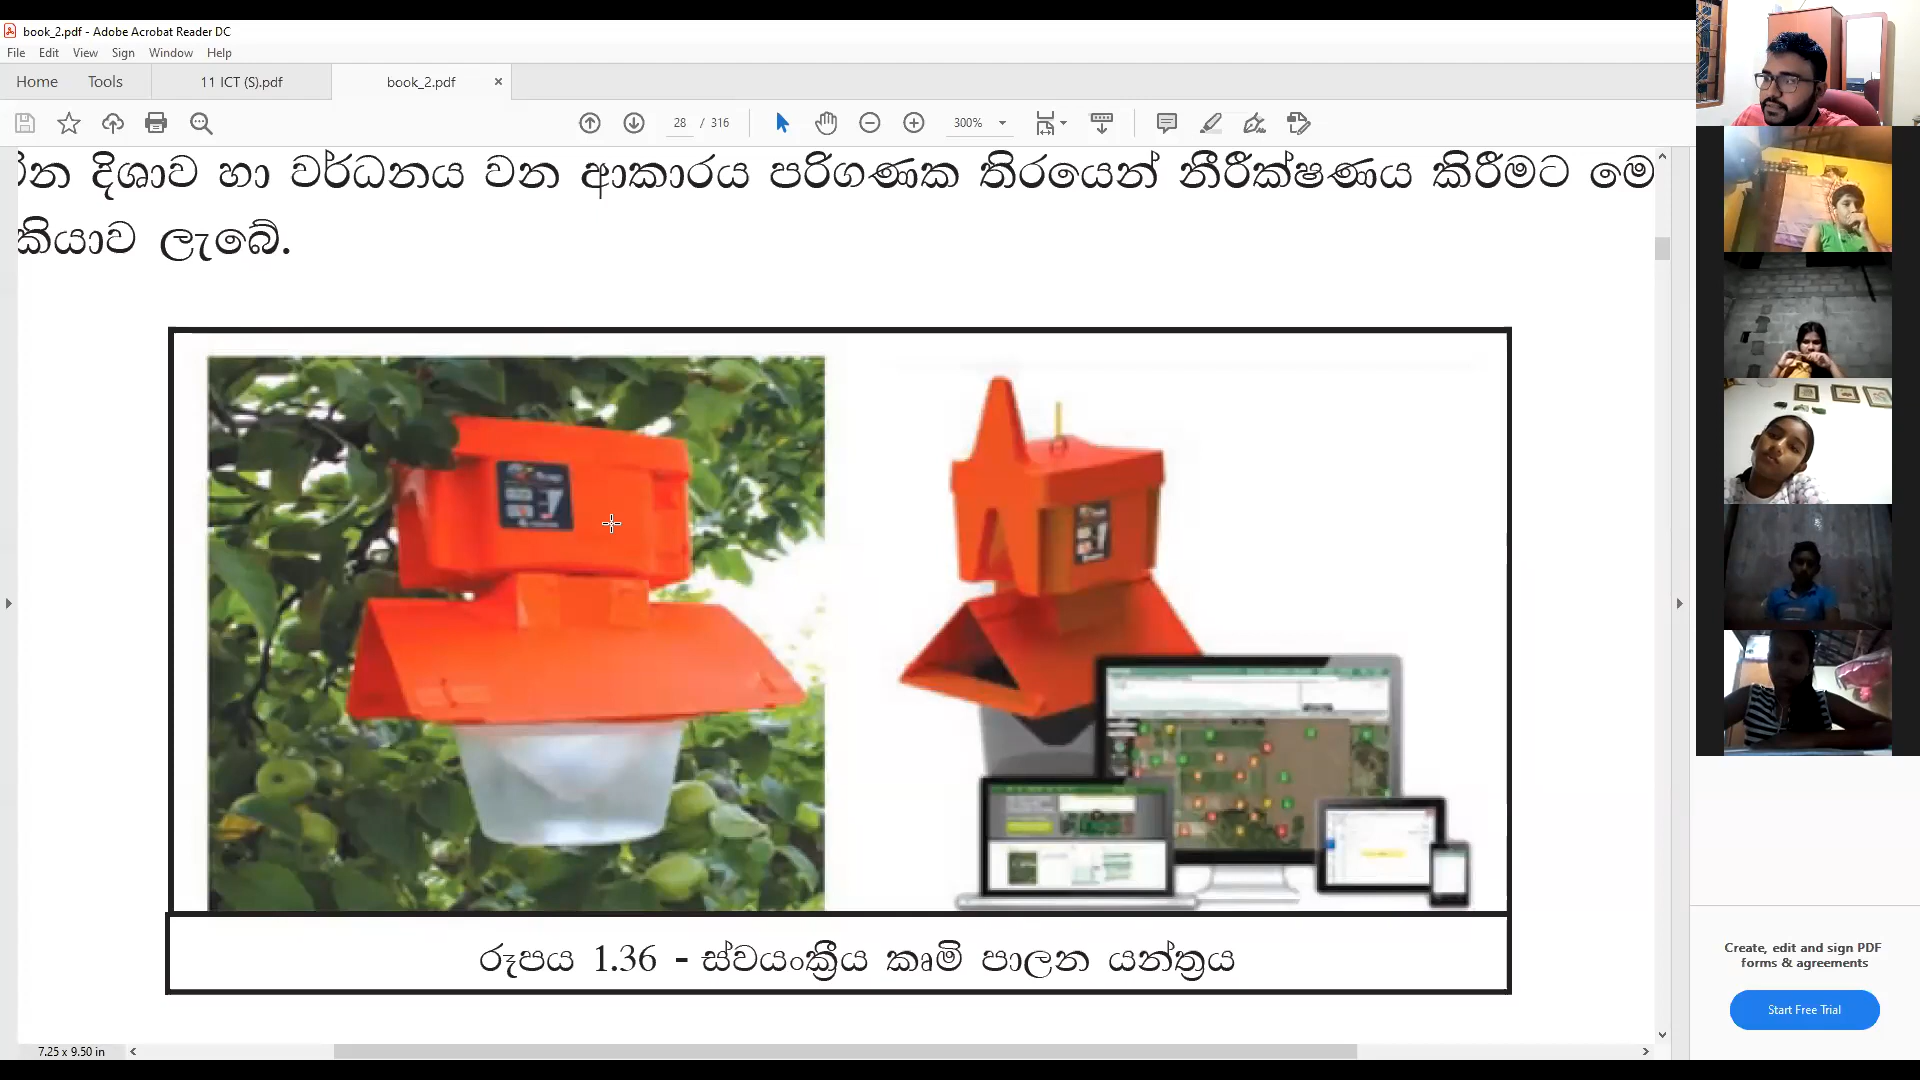 book_2.pdf - Adobe Acrobat Reader DC
File Edit View Sign Window Help
Home Tools 11 ICT (S).pdf book_2.pdf ×
28 / 316 300%
දිශාව හා වර්ධනය වන ආකාරය පරිගණක තිරයෙන් නිරීක්ෂණය කිරීමට මෙ
කියාව ලැබේ.
රූපය 1.36 - ස්වයංක්‍රීය කෘමි පාලන යන්ත්‍රය
Create, edit and sign PDF
forms & agreements
Start Free Trial
7.25 x 9.50 in